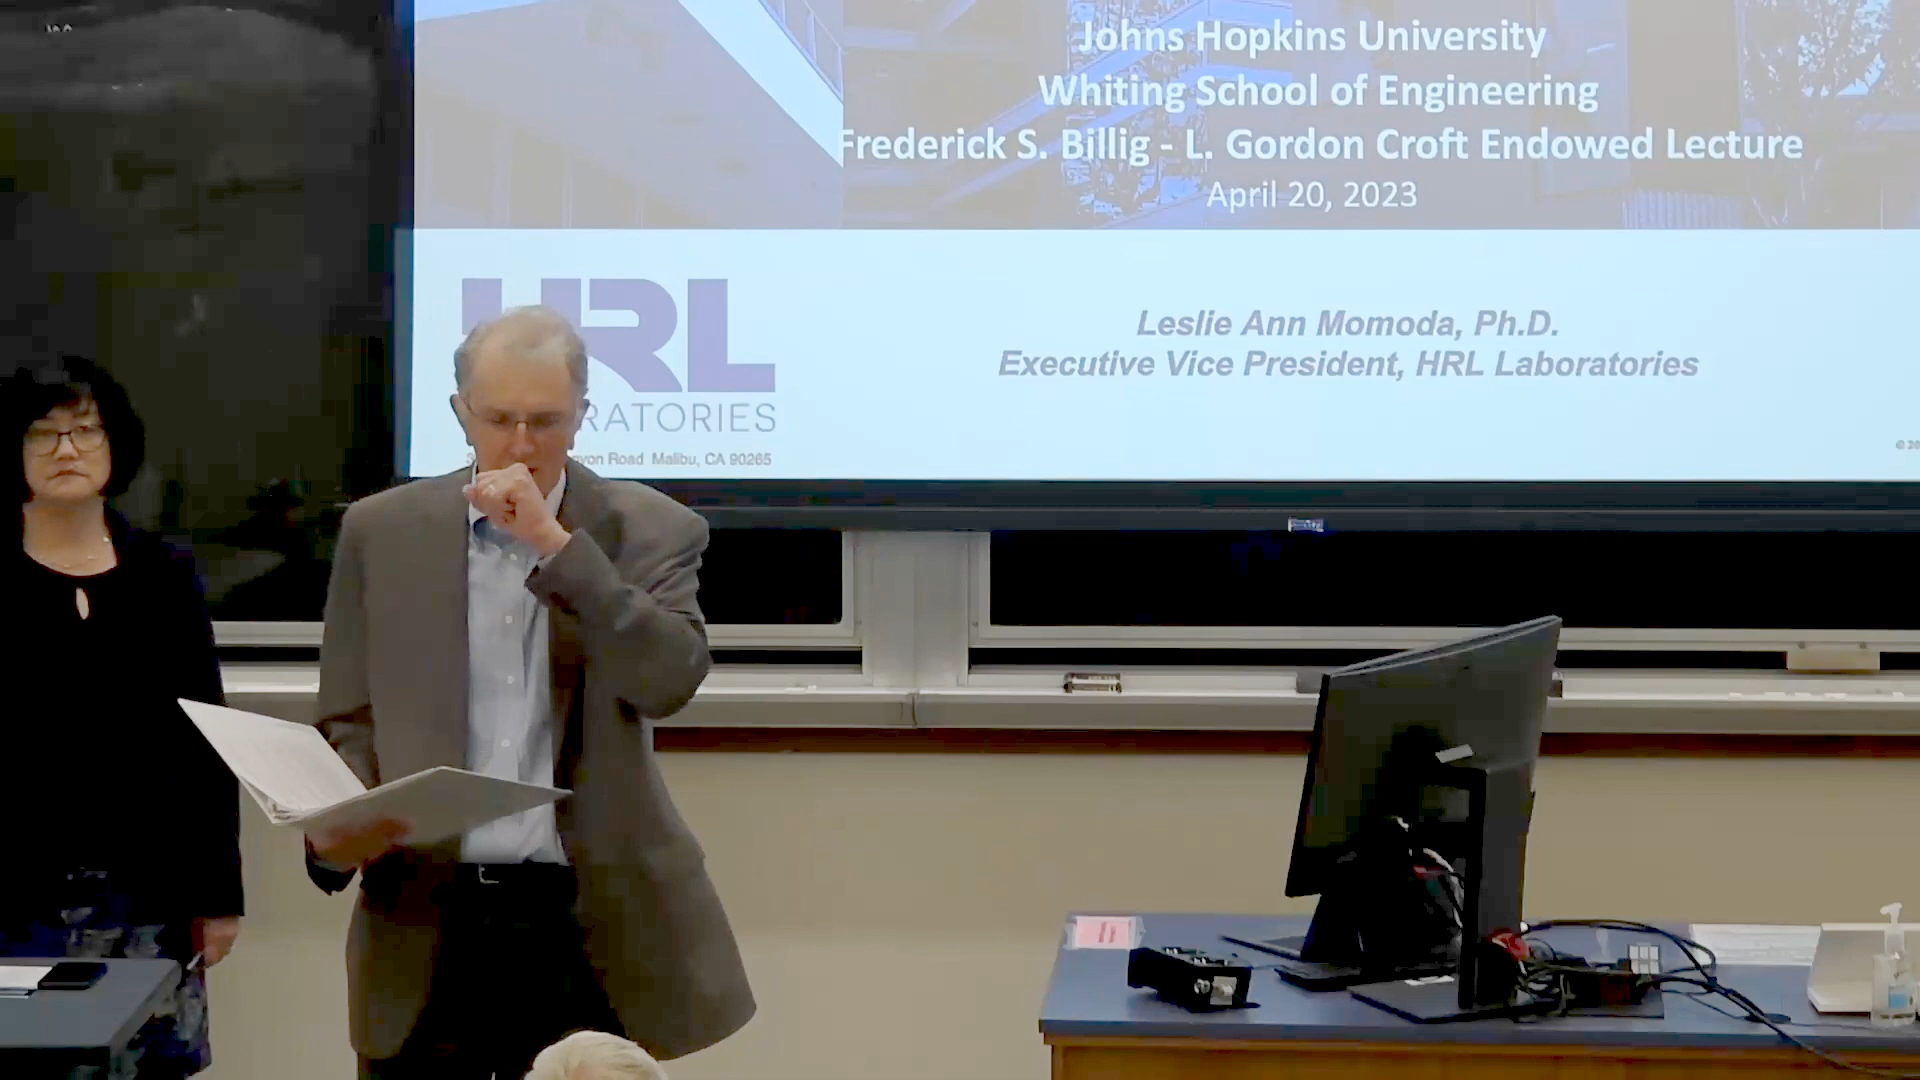 Johns Hopkins University
Whiting School of Engineering
Frederick S. Billig - L. Gordon Croft Endowed Lecture
April 20, 2023
HRL
RATORIES
Road Malibu, CA 90265
Leslie Ann Momoda, Ph.D.
Executive Vice President, HRL Laboratories
© 20